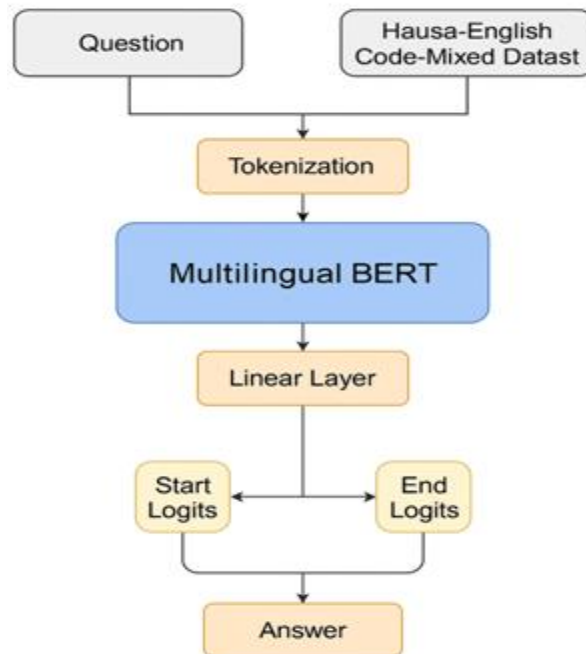 Question
Hausa-English
Code-Mixed Datast
Tokenization
Multilingual BERT
Linear Layer
Start
Logits
End
Logits
Answer